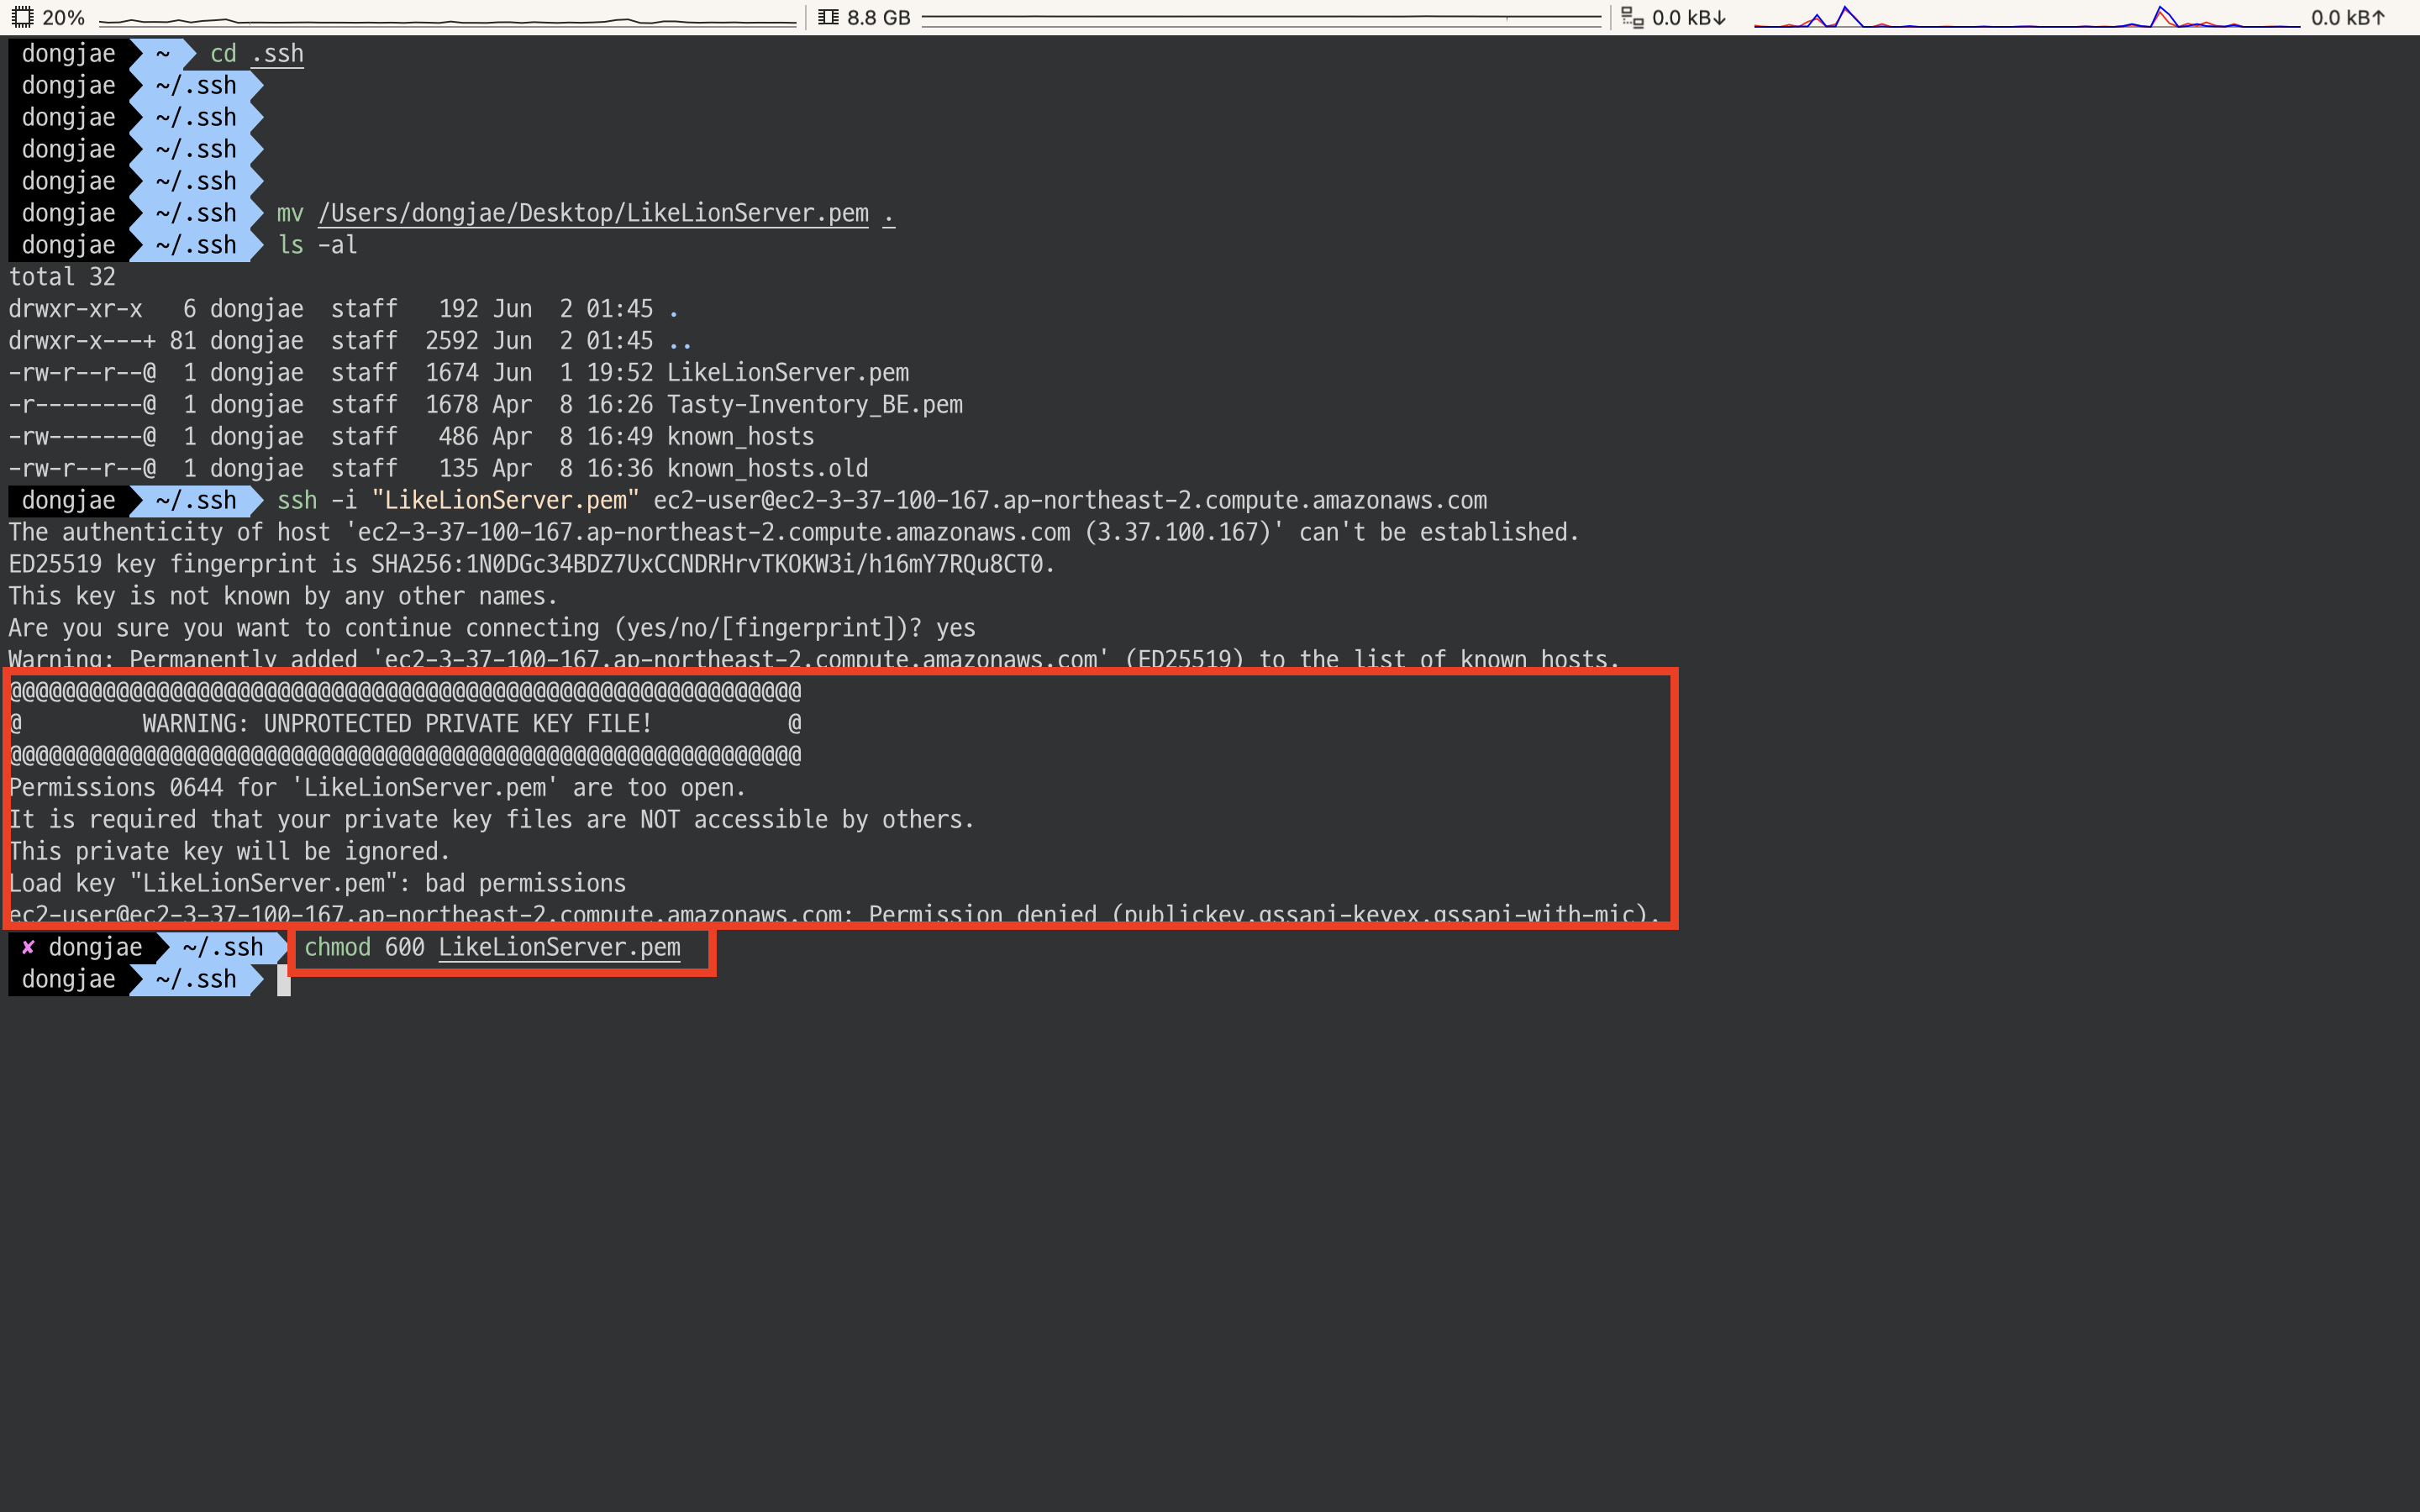 20% 8.8 GB 0.0 kB↓ 0.0 kB↑
dongjae ~ cd .ssh
dongjae ~/.ssh
dongjae ~/.ssh
dongjae ~/.ssh
dongjae ~/.ssh
dongjae ~/.ssh mv /Users/dongjae/Desktop/LikeLionServer.pem .
dongjae ~/.ssh ls -al
total 32
drwxr-xr-x   6 dongjae  staff   192 Jun  2 01:45 .
drwxr-x---+ 81 dongjae  staff  2592 Jun  2 01:45 ..
-rw-r--r--@  1 dongjae  staff  1674 Jun  1 19:52 LikeLionServer.pem
-r--------@  1 dongjae  staff  1678 Apr  8 16:26 Tasty-Inventory_BE.pem
-rw-------@  1 dongjae  staff   486 Apr  8 16:49 known_hosts
-rw-r--r--@  1 dongjae  staff   135 Apr  8 16:36 known_hosts.old
dongjae ~/.ssh ssh -i "LikeLionServer.pem" ec2-user@ec2-3-37-100-167.ap-northeast-2.compute.amazonaws.com
The authenticity of host 'ec2-3-37-100-167.ap-northeast-2.compute.amazonaws.com (3.37.100.167)' can't be established.
ED25519 key fingerprint is SHA256:1N0DGc34BDZ7UxCCNDRHrvTKOKW3i/h16mY7RQu8CT0.
This key is not known by any other names.
Are you sure you want to continue connecting (yes/no/[fingerprint])? yes
Warning: Permanently added 'ec2-3-37-100-167.ap-northeast-2.compute.amazonaws.com' (ED25519) to the list of known hosts.
@@@@@@@@@@@@@@@@@@@@@@@@@@@@@@@@@@@@@@@@@@@@@@@@@@@@@@@@@@@
@         WARNING: UNPROTECTED PRIVATE KEY FILE!          @
@@@@@@@@@@@@@@@@@@@@@@@@@@@@@@@@@@@@@@@@@@@@@@@@@@@@@@@@@@@
Permissions 0644 for 'LikeLionServer.pem' are too open.
It is required that your private key files are NOT accessible by others.
This private key will be ignored.
Load key "LikeLionServer.pem": bad permissions
ec2-user@ec2-3-37-100-167.ap-northeast-2.compute.amazonaws.com: Permission denied (publickey,gssapi-keyex,gssapi-with-mic).
✘ dongjae ~/.ssh chmod 600 LikeLionServer.pem
dongjae ~/.ssh